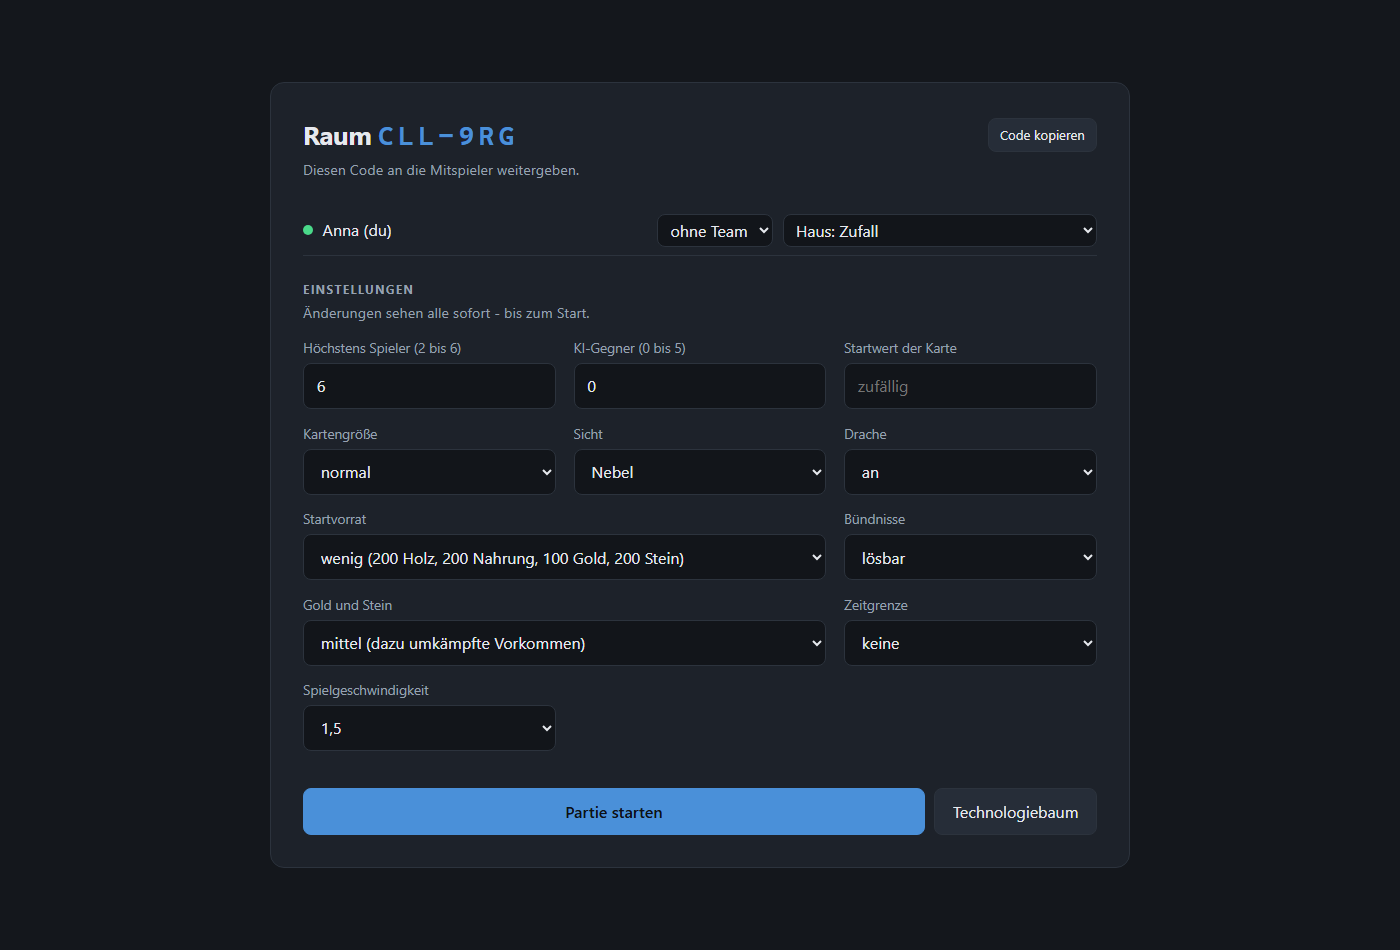 Raum CLL-9RG
Code kopieren
Diesen Code an die Mitspieler weitergeben.
Anna (du)
ohne Team
Haus: Zufall
EINSTELLUNGEN
Änderungen sehen alle sofort - bis zum Start.
Höchstens Spieler (2 bis 6)
KI-Gegner (0 bis 5)
Startwert der Karte
6
0
zufällig
Kartengröße
Sicht
Drache
normal
Nebel
an
Startvorrat
Bündnisse
wenig (200 Holz, 200 Nahrung, 100 Gold, 200 Stein)
lösbar
Gold und Stein
Zeitgrenze
mittel (dazu umkämpfte Vorkommen)
keine
Spielgeschwindigkeit
1,5
Partie starten
Technologiebaum